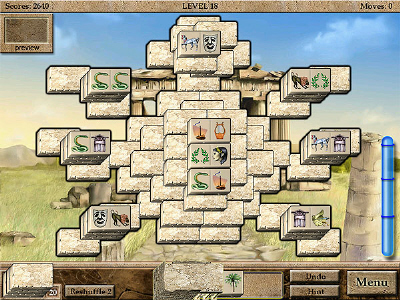 Scores: 2640
LEVEL 18
Moves: 0
preview
Reshuffle 2
Undo
Hint
Menu